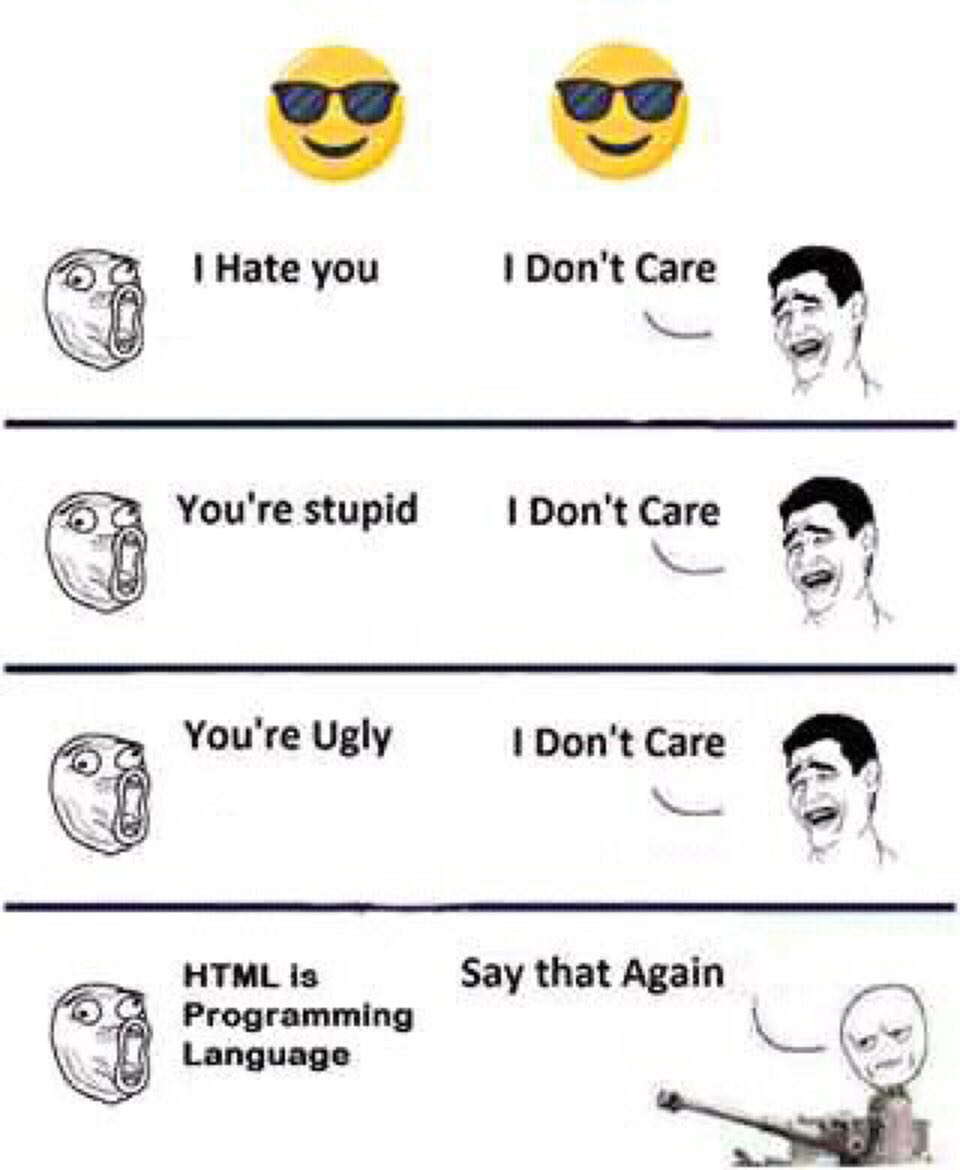 I Hate you
I Don't Care
You're stupid
I Don't Care
You're Ugly
I Don't Care
HTML is
Programming
Language
Say that Again